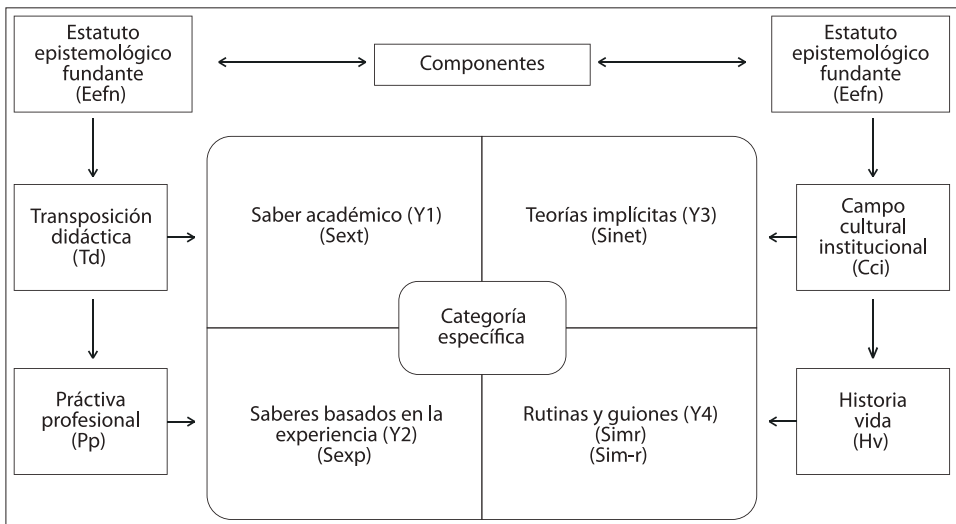 Estatuto
epistemológico
fundante
(Eefn)
Componentes
Estatuto
epistemológico
fundante
(Eefn)
Transposición
didáctica
(Td)
Saber académico (Y1)
(Sext)
Teorías implícitas (Y3)
(Sinet)
Campo
cultural
institucional
(Cci)
Categoría
específica
Práctiva
profesional
(Pp)
Saberes basados en la
experiencia (Y2)
(Sexp)
Rutinas y guiones (Y4)
(Simr)
(Sim-r)
Historia
vida
(Hv)